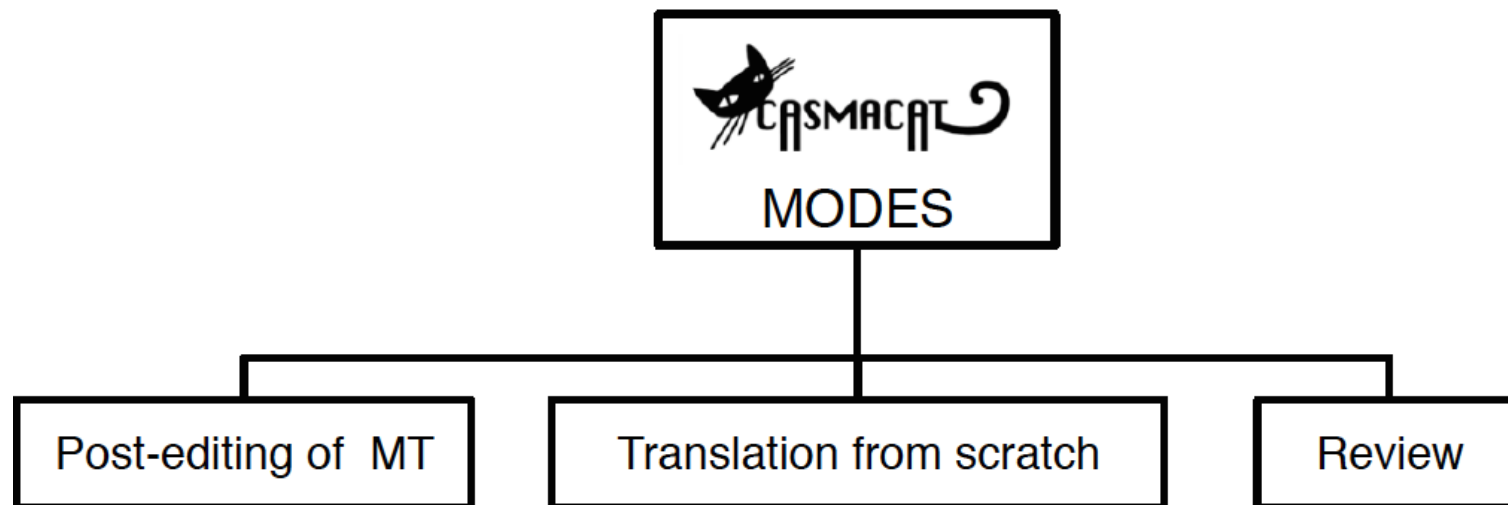 CASMACAT
MODES
Post-editing of MT
Translation from scratch
Review